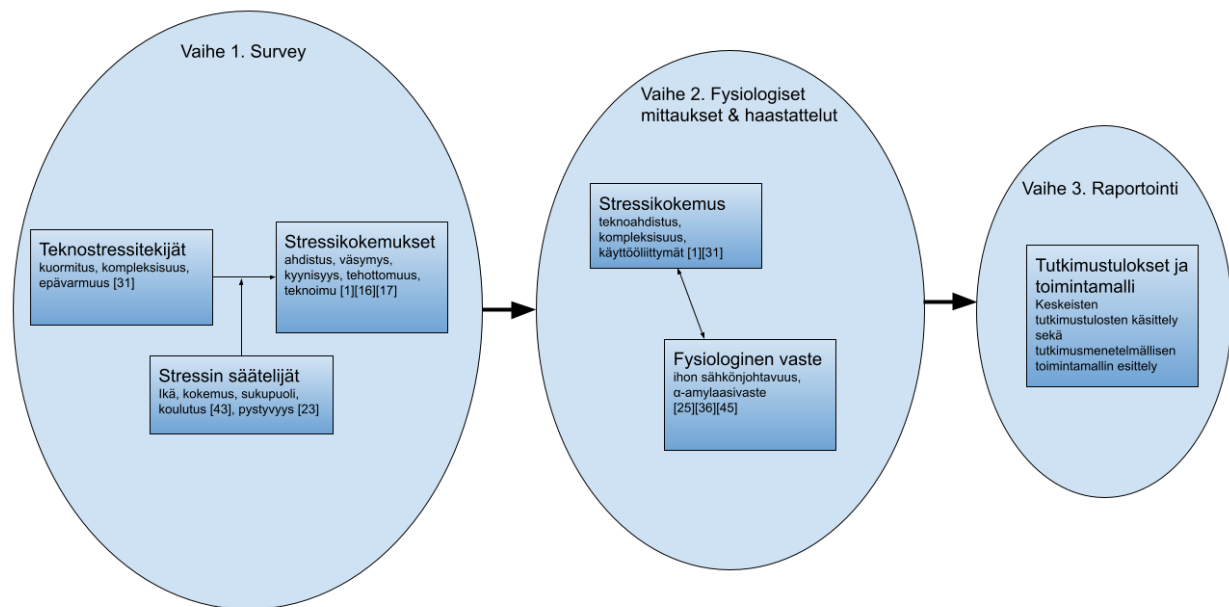 Vaihe 1. Survey
Teknostressitekijät
kuormitus, kompleksisuus,
epävarmuus [31]
Stressikokemukset
ahdistus, väsymys,
kyynisyys, tehottomuus,
teknoimu [1][16][17]
Stressin säätelijät
Ikä, kokemus, sukupuoli,
koulutus [43], pystyvyys [23]
Vaihe 2. Fysiologiset
mittaukset & haastattelut
Stressikokemus
teknoahdistus,
kompleksisuus,
käyttööliittymät [1][31]
Fysiologinen vaste
ihon sähkönjohtavuus,
α-amylaasivaste
[25][36][45]
Vaihe 3. Raportointi
Tutkimustulokset ja
toimintamalli
Keskeisten
tutkimustulosten käsittely
sekä
tutkimusmenetelmällisen
toimintamallin esittely